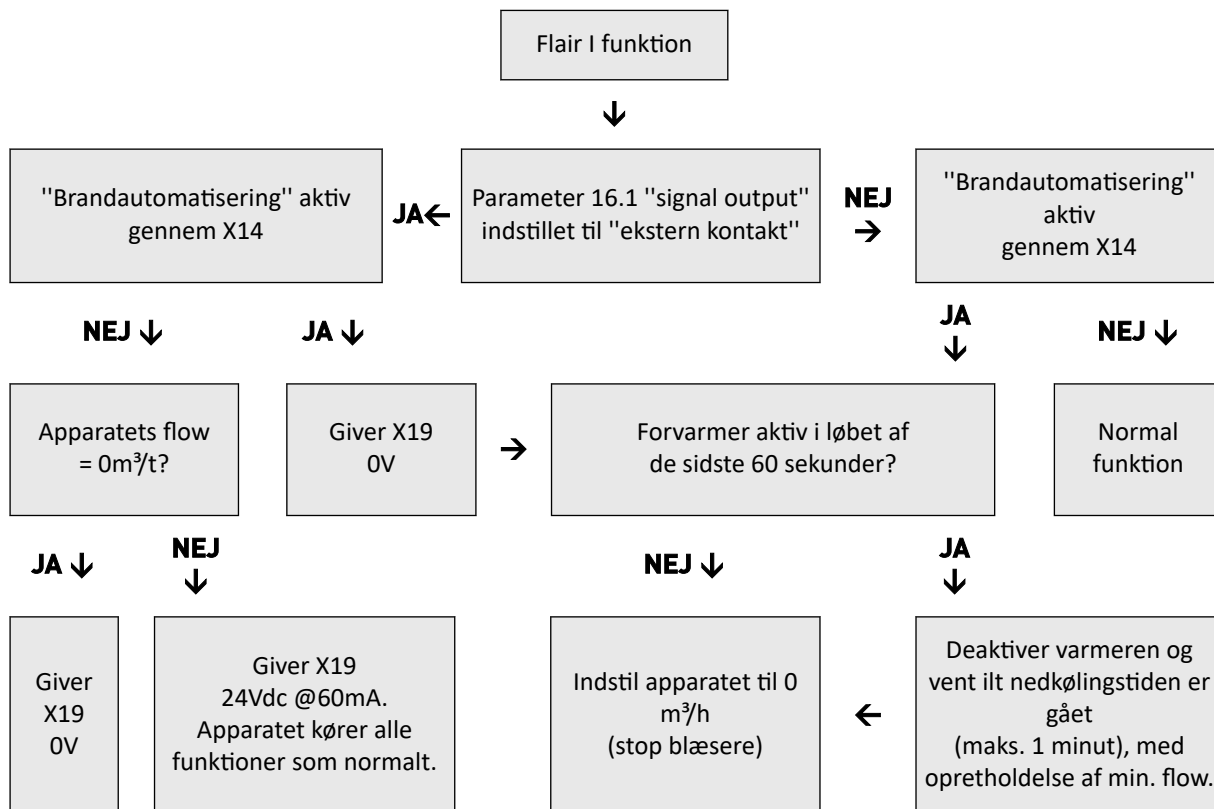 Flair I funktion
''Brandautomatisering'' aktiv
gennem X14
JA
Parameter 16.1 ''signal output''
indstillet til ''ekstern kontakt''
NEJ
''Brandautomatisering''
aktiv
gennem X14
NEJ
JA
JA
NEJ
Apparatets flow
= 0m³/t?
Giver X19
0V
Forvarmer aktiv i løbet af
de sidste 60 sekunder?
Normal
funktion
JA
NEJ
NEJ
JA
Giver
X19
0V
Giver X19
24Vdc @60mA.
Apparatet kører alle
funktioner som normalt.
Indstil apparatet til 0
m³/h
(stop blæsere)
Deaktiver varmeren og
vent ilt nedkølingstiden er
gået
(maks. 1 minut), med
opretholdelse af min. flow.